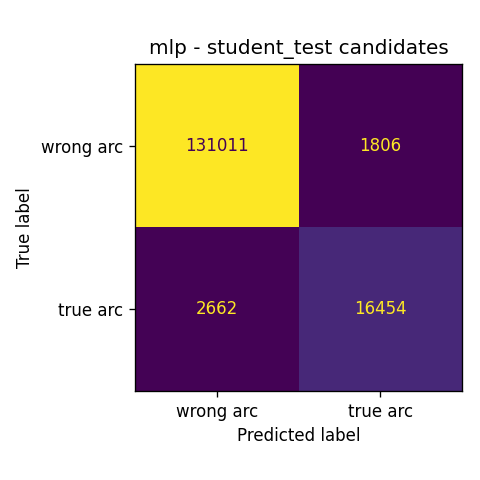 mlp - student_test candidates
True label
wrong arc
131011 1806
true arc
2662 16454
wrong arc true arc
Predicted label